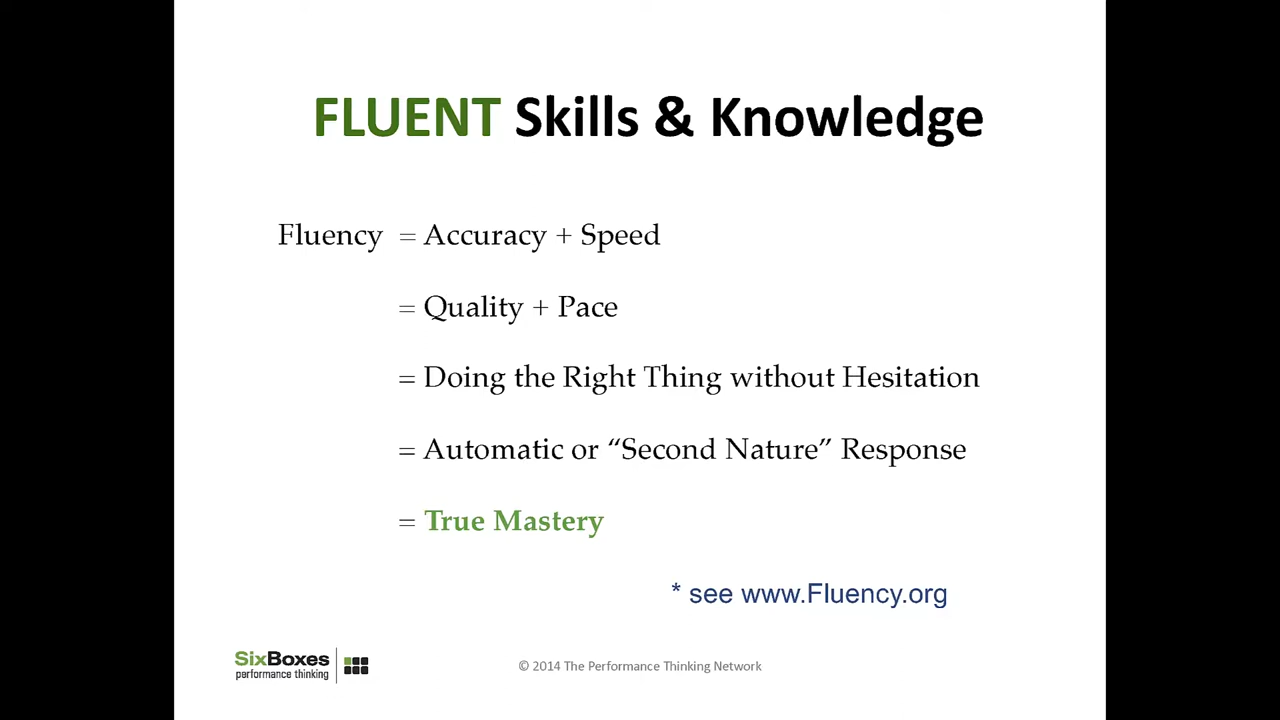 FLUENT Skills & Knowledge
Fluency = Accuracy + Speed
= Quality + Pace
= Doing the Right Thing without Hesitation
= Automatic or “Second Nature” Response
= True Mastery
* see www.Fluency.org
SixBoxes
performance thinking
© 2014 The Performance Thinking Network